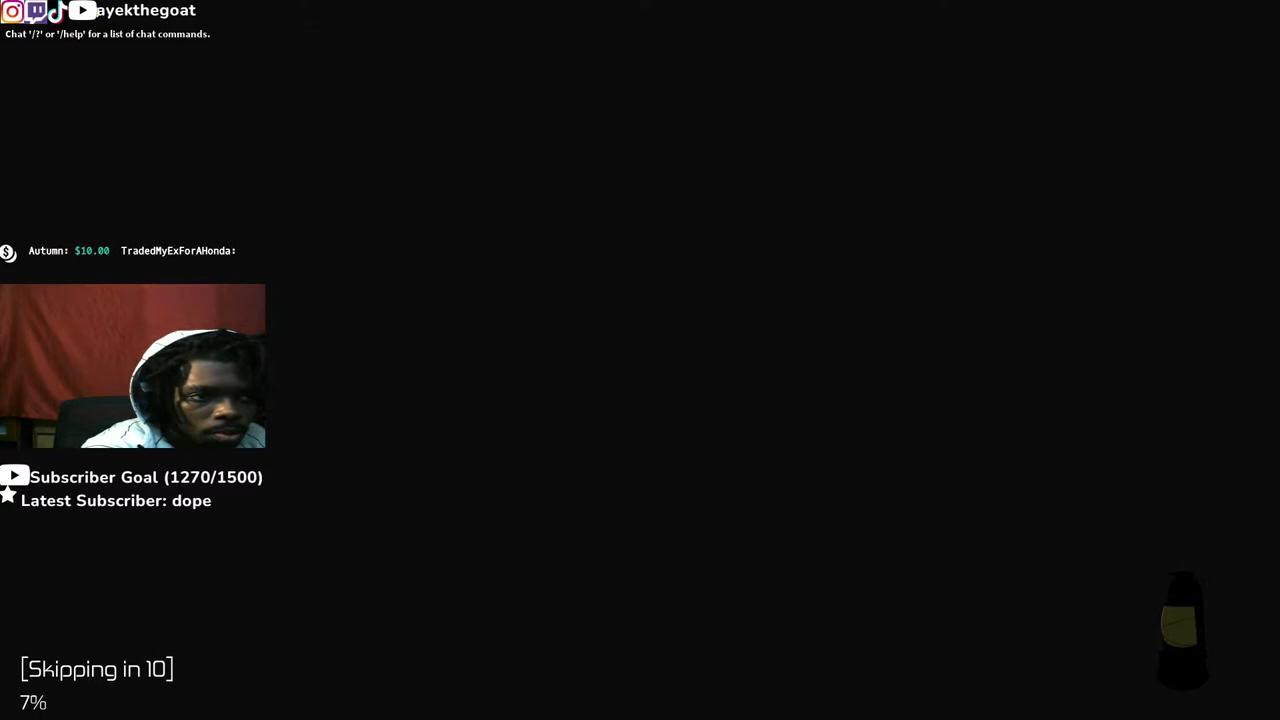 ayekthegoat
Chat '/?' or '/help' for a list of chat commands.
Autumn: $10.00 TradedMyExForAHonda:
Subscriber Goal (1270/1500)
Latest Subscriber: dope
[Skipping in 10]
7%